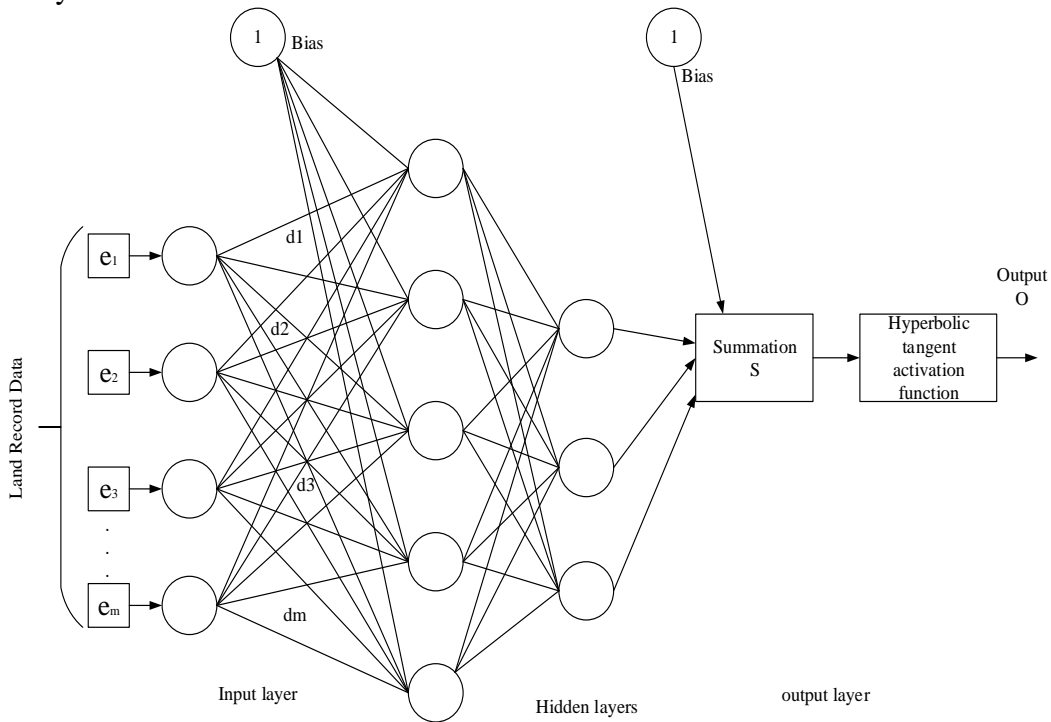 1
Bias
1
Bias
d1
e1
Output
O
d2
Summation
S
Hyperbolic
tangent
activation
function
e2
Land Record Data
d3
e3
.
.
.
em
dm
Input layer
Hidden layers
output layer